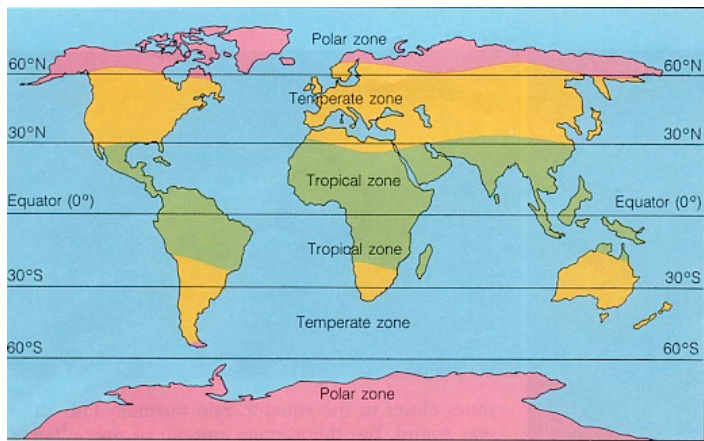 Polar zone
60°N
60°N
Temperate zone
30°N
30°N
Tropical zone
Equator (0°)
Equator (0°)
Tropical zone
30°S
30°S
Temperate zone
60°S
60°S
Polar zone